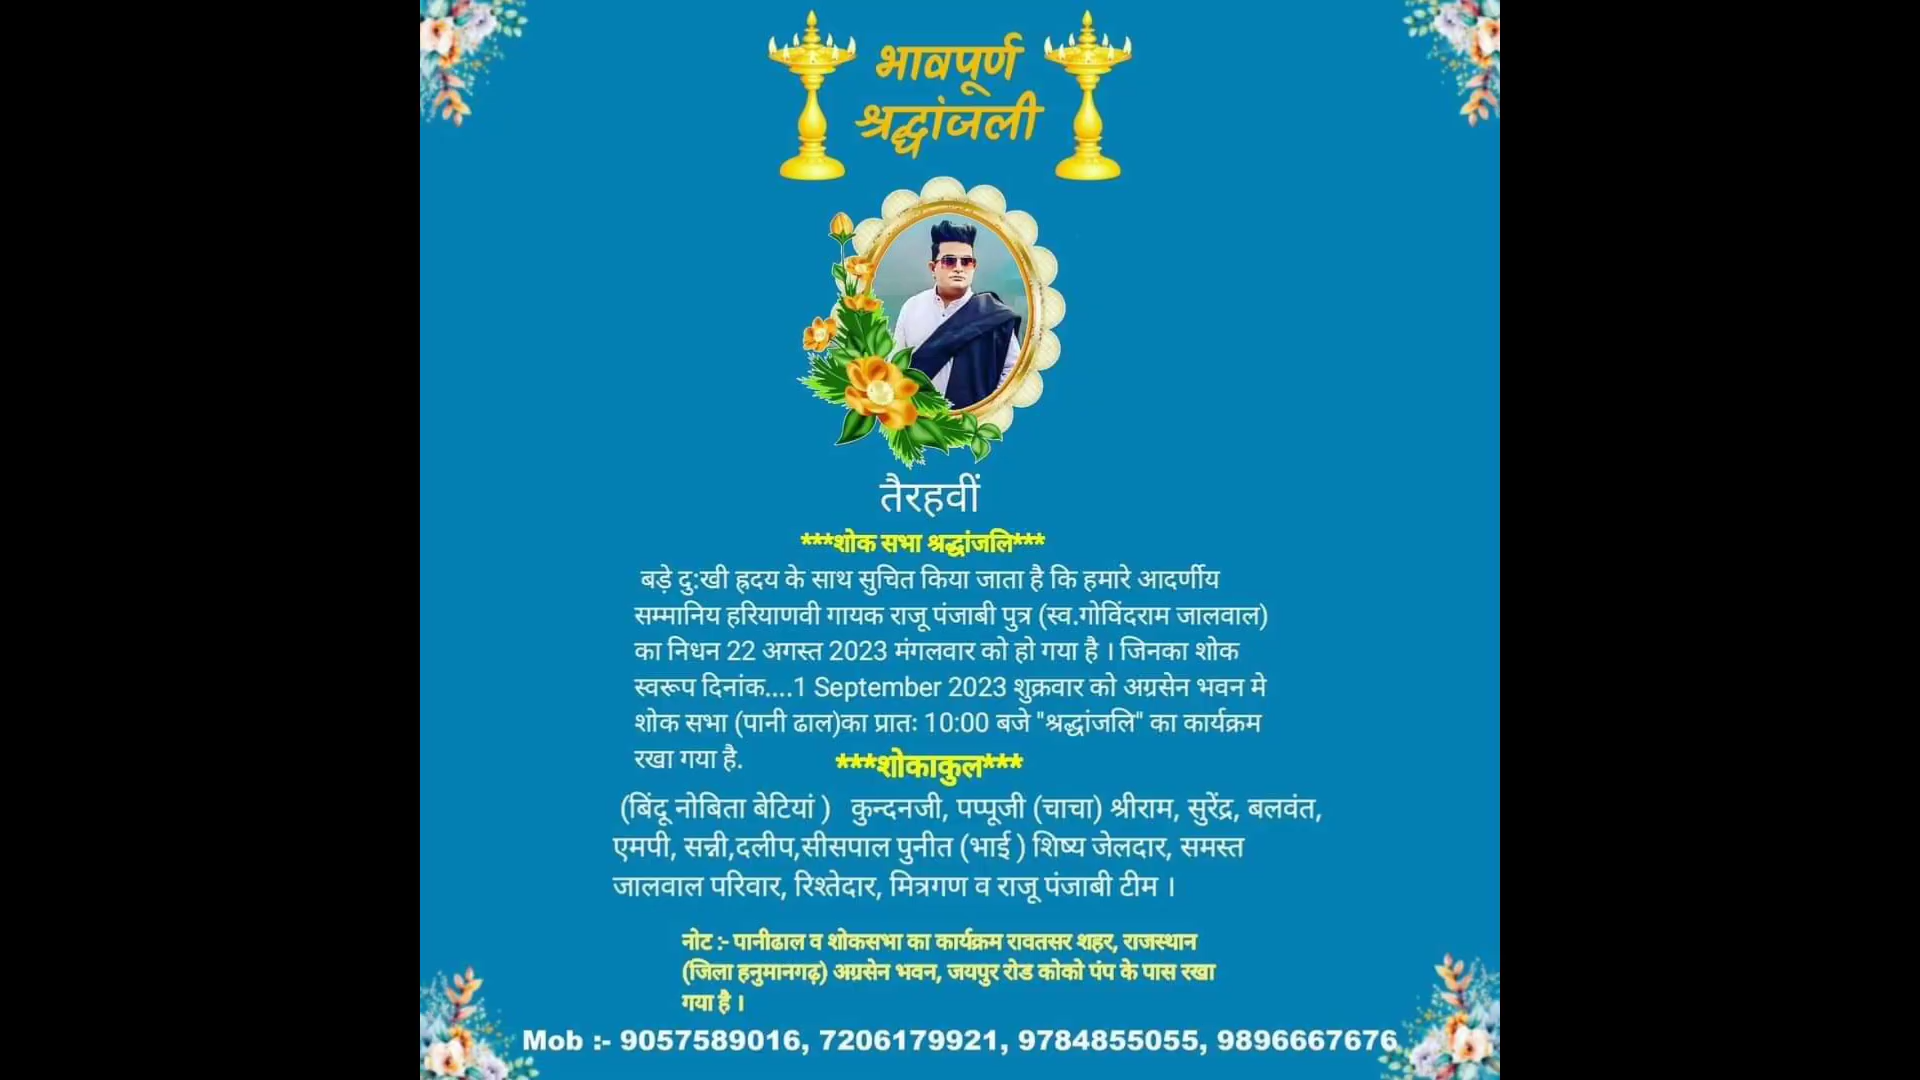 भावपूर्ण
श्रद्धांजली
तैरहवीं
***शोक सभा श्रद्धांजलि***
बड़े दु:खी ह्रदय के साथ सुचित किया जाता है कि हमारे आदर्णीय
सम्मानिय हरियाणवी गायक राजू पंजाबी पुत्र (स्व.गोविंदराम जालवाल)
का निधन 22 अगस्त 2023 मंगलवार को हो गया है । जिनका शोक
स्वरूप दिनांक....1 September 2023 शुक्रवार को अग्रसेन भवन मे
शोक सभा (पानी ढाल)का प्रातः 10:00 बजे "श्रद्धांजलि" का कार्यक्रम
रखा गया है.
***शोकाकुल***
(बिंदू नोबिता बेटियां ) कुन्दनजी, पप्पूजी (चाचा) श्रीराम, सुरेंद्र, बलवंत,
एमपी, सन्नी,दलीप,सीसपाल पुनीत (भाई ) शिष्य जेलदार, समस्त
जालवाल परिवार, रिश्तेदार, मित्रगण व राजू पंजाबी टीम ।
नोट :- पानीढाल व शोकसभा का कार्यक्रम रावतसर शहर, राजस्थान
(जिला हनुमानगढ़) अग्रसेन भवन, जयपुर रोड कोको पंप के पास रखा
गया है ।
Mob :- 9057589016, 7206179921, 9784855055, 9896667676